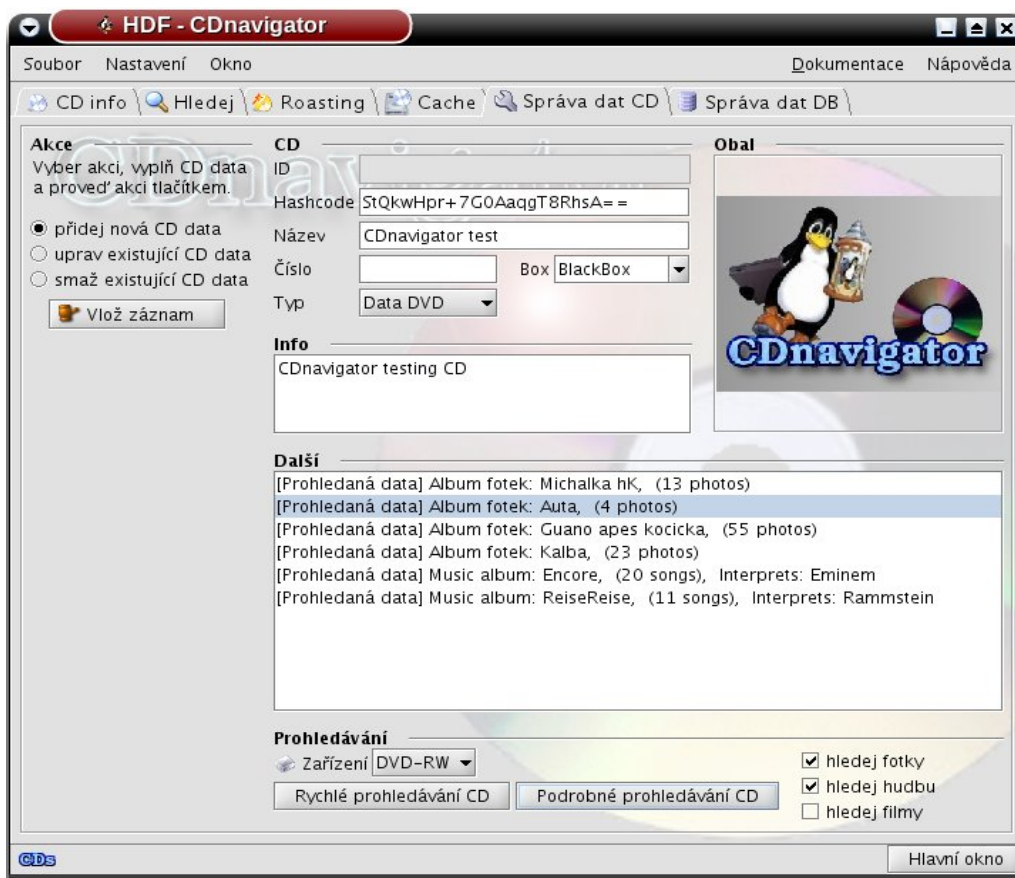 HDF - CDnavigator
Soubor Nastavení Okno Dokumentace Nápověda
CD info Hledej Roasting Cache Správa dat CD Správa dat DB
Akce
Vyber akci, vyplň CD data
a proveď akci tlačítkem.
přidej nová CD data
uprav existující CD data
smaž existující CD data
Vlož záznam
CD
ID
Hashcode StQkwHpr+7G0AaqgT8RhsA==
Název CDnavigator test
Číslo Box BlackBox
Typ Data DVD
Info
CDnavigator testing CD
Obal
CDnavigator
Další
[Prohledaná data] Album fotek: Michalka hK, (13 photos)
[Prohledaná data] Album fotek: Auta, (4 photos)
[Prohledaná data] Album fotek: Guano apes kocicka, (55 photos)
[Prohledaná data] Album fotek: Kalba, (23 photos)
[Prohledaná data] Music album: Encore, (20 songs), Interprets: Eminem
[Prohledaná data] Music album: ReiseReise, (11 songs), Interprets: Rammstein
Prohledávání
Zařízení DVD-RW
Rychlé prohledávání CD Podrobné prohledávání CD
hledej fotky
hledej hudbu
hledej filmy
CDs
Hlavní okno